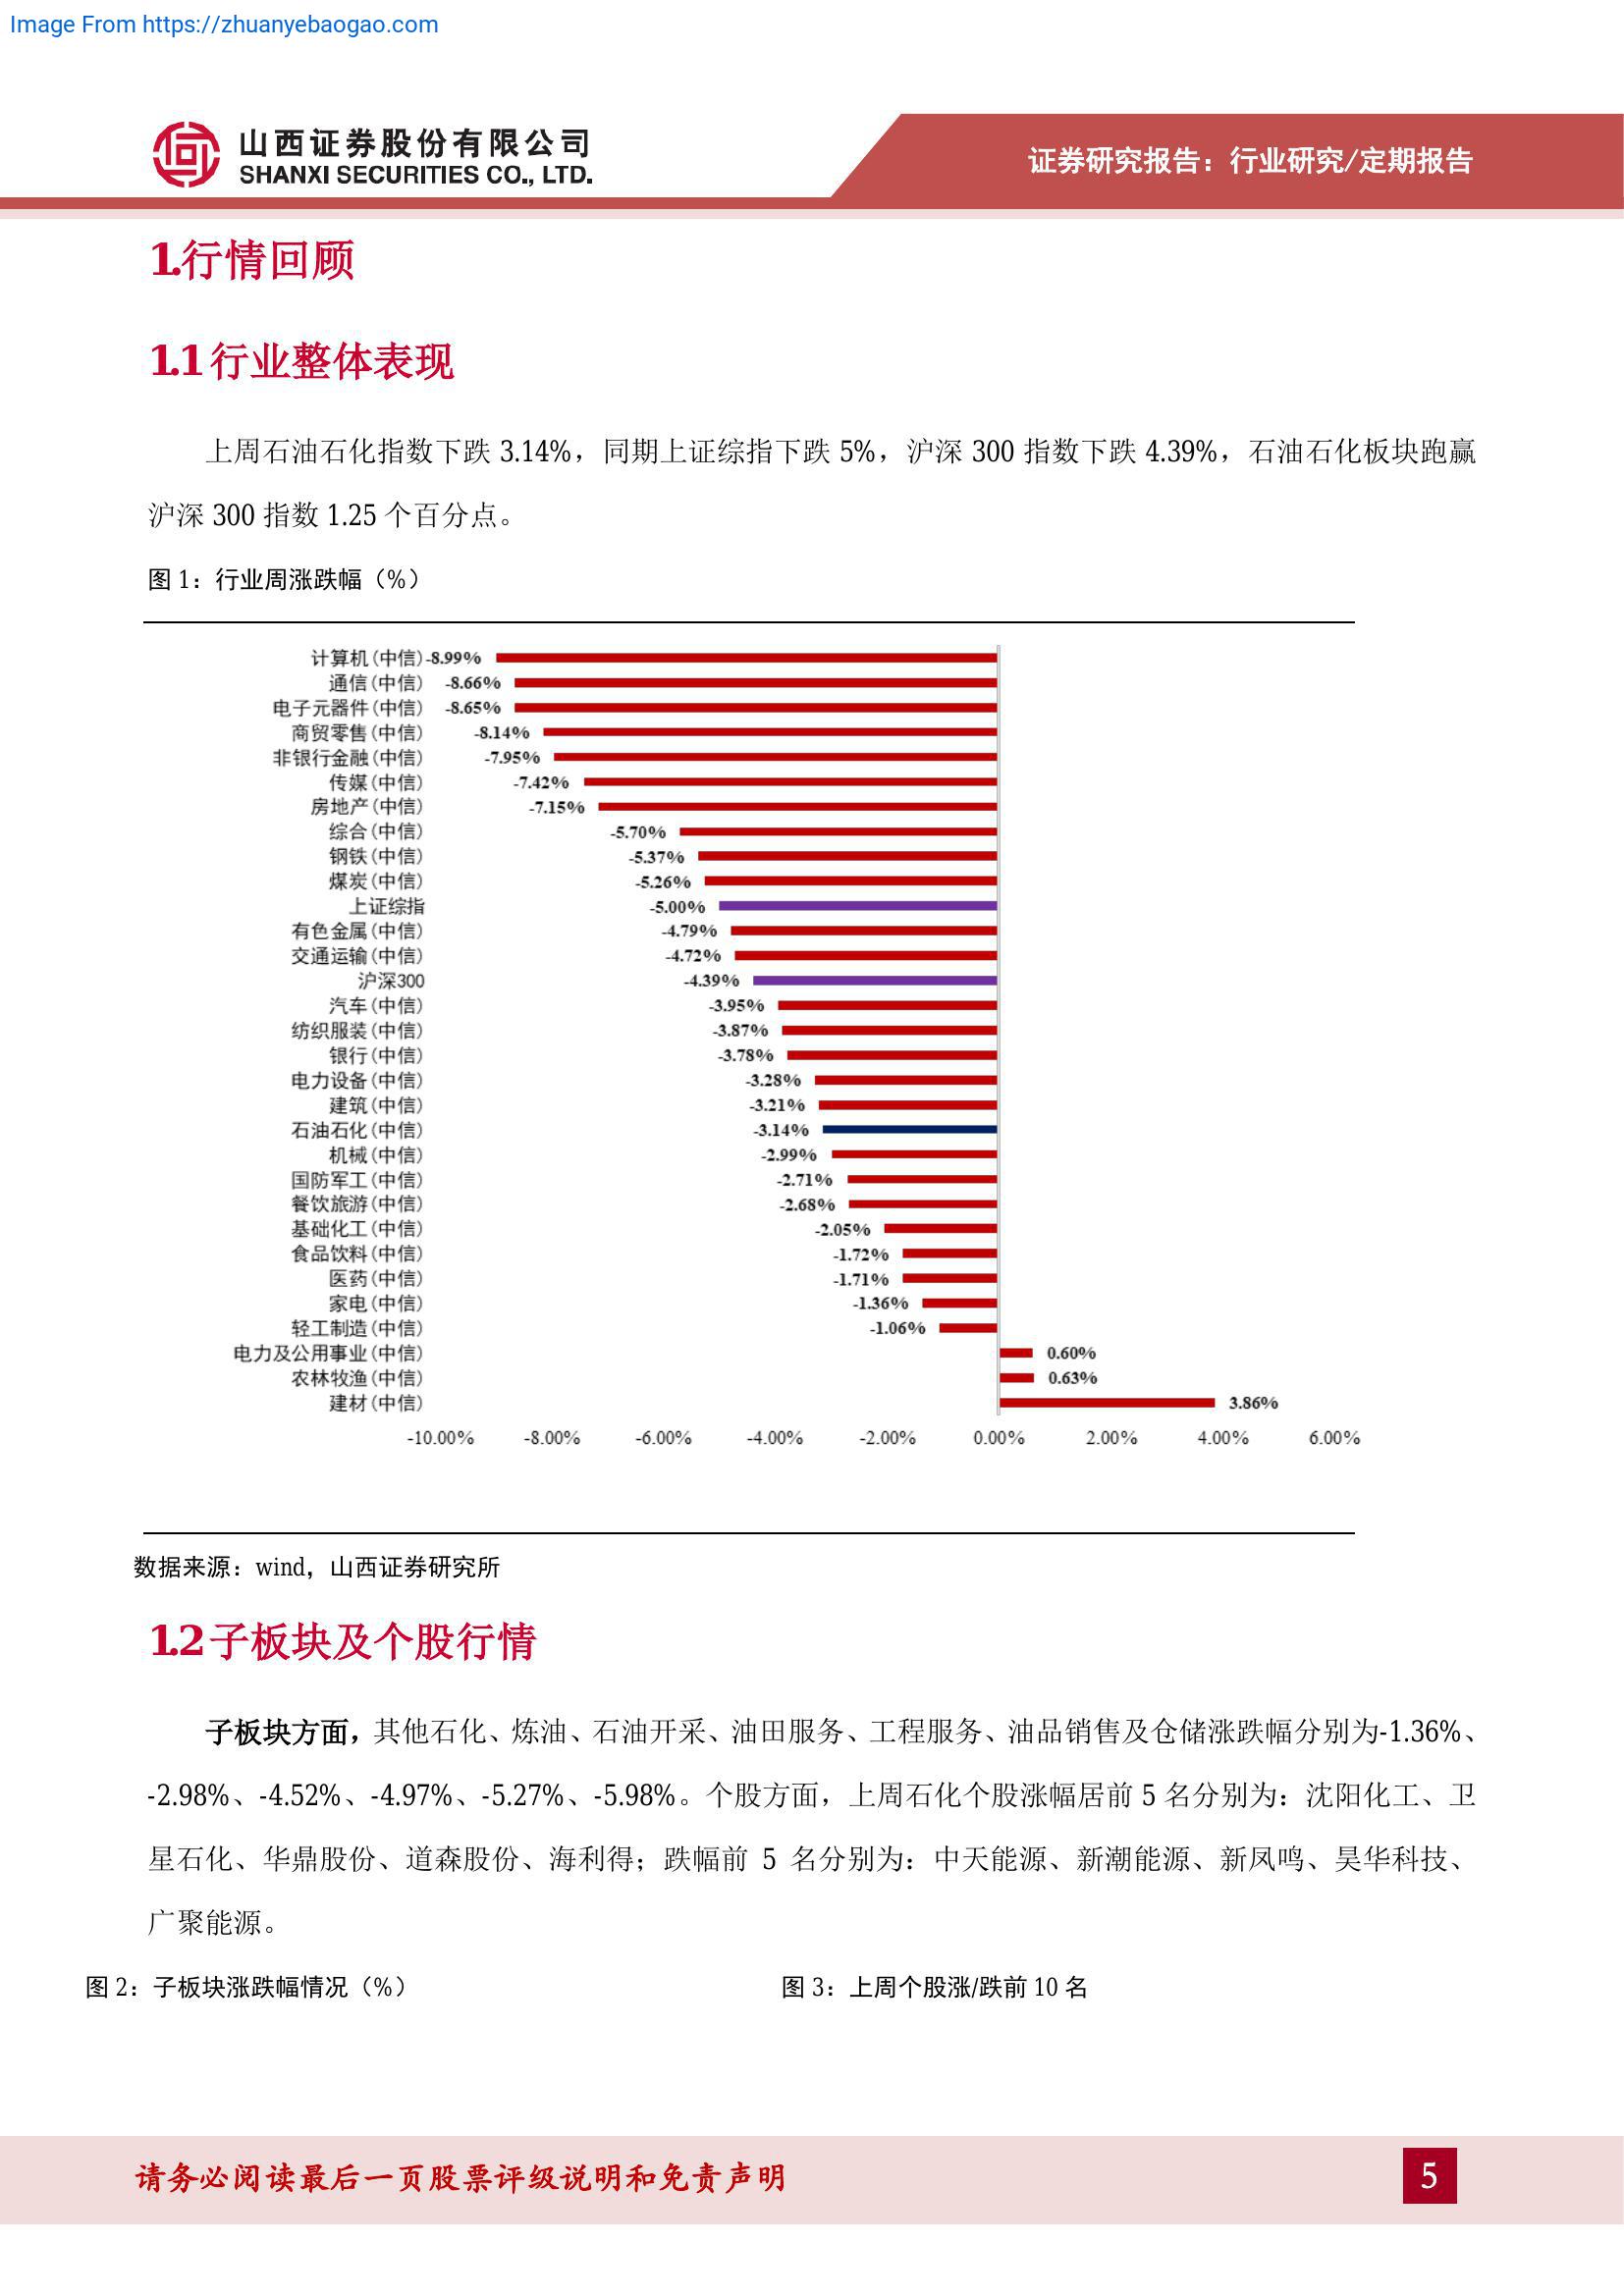 Image From https://zhuanyebaogao.com
山西证券股份有限公司
SHANXI SECURITIES CO., LTD.
证券研究报告：行业研究/定期报告
1.行情回顾
1.1 行业整体表现
上周石油石化指数下跌 3.14%，同期上证综指下跌 5%，沪深 300 指数下跌 4.39%，石油石化板块跑赢
沪深 300 指数 1.25 个百分点。
图 1：行业周涨跌幅（%）
计算机(中信) -8.99%
通信(中信) -8.66%
电子元器件(中信) -8.65%
商贸零售(中信) -8.14%
非银行金融(中信) -7.95%
传媒(中信) -7.42%
房地产(中信) -7.15%
综合(中信) -5.70%
钢铁(中信) -5.37%
煤炭(中信) -5.26%
上证综指 -5.00%
有色金属(中信) -4.79%
交通运输(中信) -4.72%
沪深300 -4.39%
汽车(中信) -3.95%
纺织服装(中信) -3.87%
银行(中信) -3.78%
电力设备(中信) -3.28%
建筑(中信) -3.21%
石油石化(中信) -3.14%
机械(中信) -2.99%
国防军工(中信) -2.71%
餐饮旅游(中信) -2.68%
基础化工(中信) -2.05%
食品饮料(中信) -1.72%
医药(中信) -1.71%
家电(中信) -1.36%
轻工制造(中信) -1.06%
电力及公用事业(中信) 0.60%
农林牧渔(中信) 0.63%
建材(中信) 3.86%
-10.00% -8.00% -6.00% -4.00% -2.00% 0.00% 2.00% 4.00% 6.00%
数据来源：wind，山西证券研究所
1.2 子板块及个股行情
子板块方面，其他石化、炼油、石油开采、油田服务、工程服务、油品销售及仓储涨跌幅分别为-1.36%、
-2.98%、-4.52%、-4.97%、-5.27%、-5.98%。个股方面，上周石化个股涨幅居前 5 名分别为：沈阳化工、卫
星石化、华鼎股份、道森股份、海利得；跌幅前 5 名分别为：中天能源、新潮能源、新凤鸣、昊华科技、
广聚能源。
图 2：子板块涨跌幅情况（%）
图 3：上周个股涨/跌前 10 名
请务必阅读最后一页股票评级说明和免责声明
5